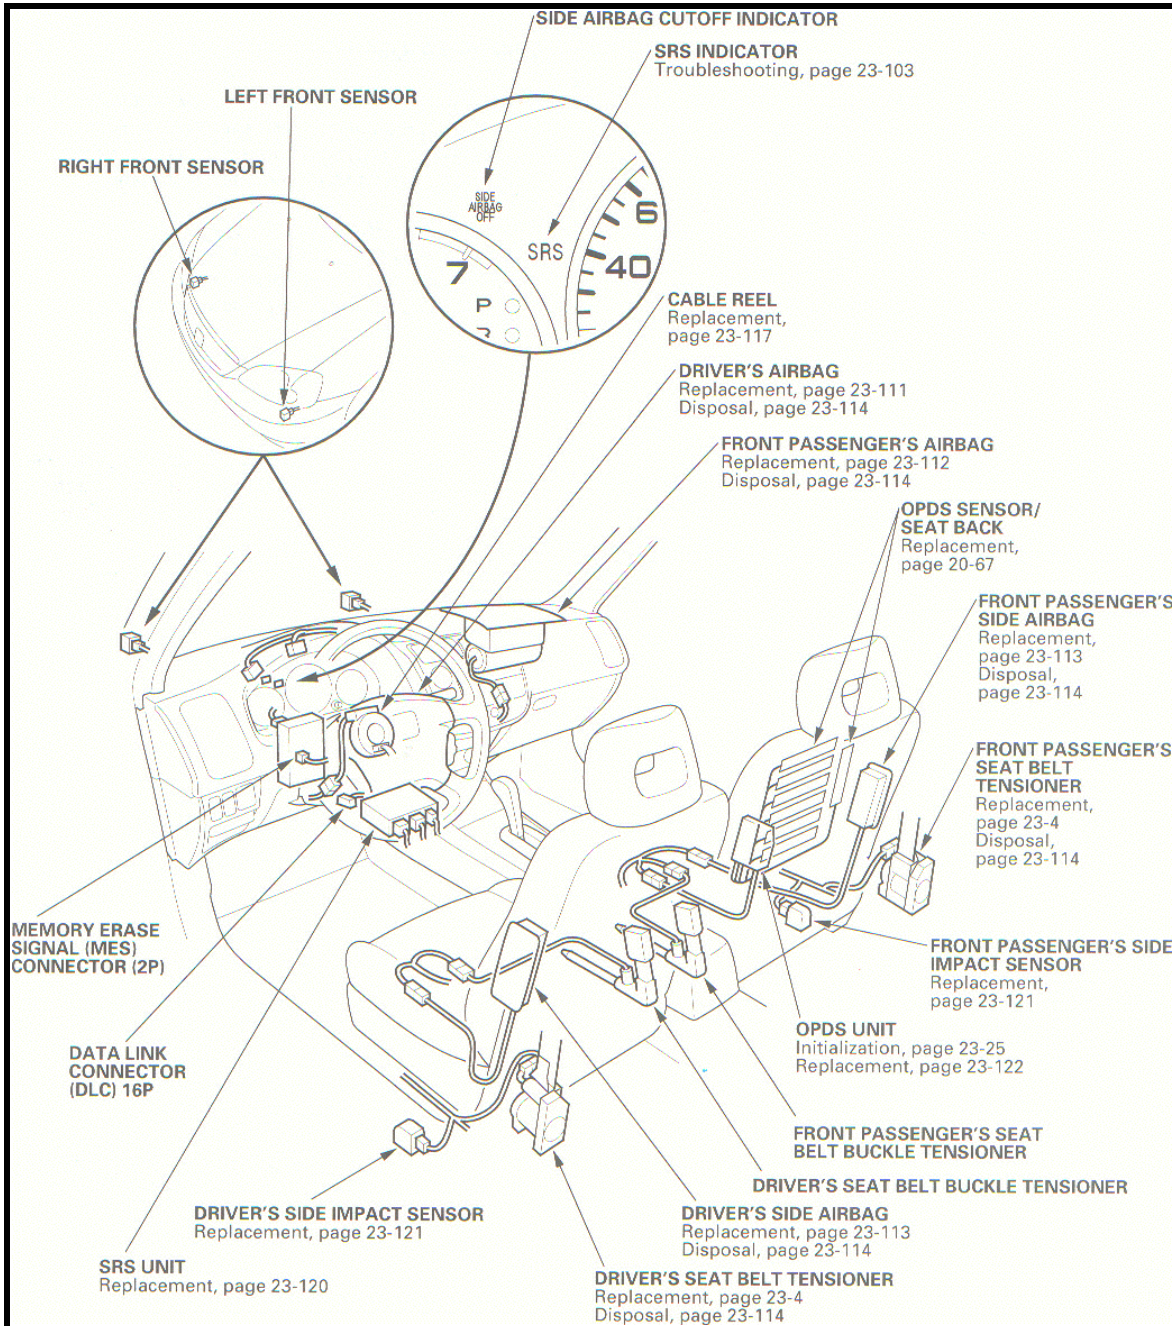 SIDE AIRBAG CUTOFF INDICATOR
SRS INDICATOR
Troubleshooting, page 23-103
LEFT FRONT SENSOR
RIGHT FRONT SENSOR
SIDE
AIRBAG
OFF
SRS
6
40
7
P
CABLE REEL
Replacement,
page 23-117
DRIVER'S AIRBAG
Replacement, page 23-111
Disposal, page 23-114
FRONT PASSENGER'S AIRBAG
Replacement, page 23-112
Disposal, page 23-114
OPDS SENSOR/
SEAT BACK
Replacement,
page 20-67
FRONT PASSENGER'S
SIDE AIRBAG
Replacement,
page 23-113
Disposal,
page 23-114
FRONT PASSENGER'S
SEAT BELT
TENSIONER
Replacement,
page 23-4
Disposal,
page 23-114
MEMORY ERASE
SIGNAL (MES)
CONNECTOR (2P)
FRONT PASSENGER'S SIDE
IMPACT SENSOR
Replacement,
page 23-121
OPDS UNIT
Initialization, page 23-25
Replacement, page 23-122
DATA LINK
CONNECTOR
(DLC) 16P
FRONT PASSENGER'S SEAT
BELT BUCKLE TENSIONER
DRIVER'S SEAT BELT BUCKLE TENSIONER
DRIVER'S SIDE IMPACT SENSOR
Replacement, page 23-121
DRIVER'S SIDE AIRBAG
Replacement, page 23-113
Disposal, page 23-114
SRS UNIT
Replacement, page 23-120
DRIVER'S SEAT BELT TENSIONER
Replacement, page 23-4
Disposal, page 23-114